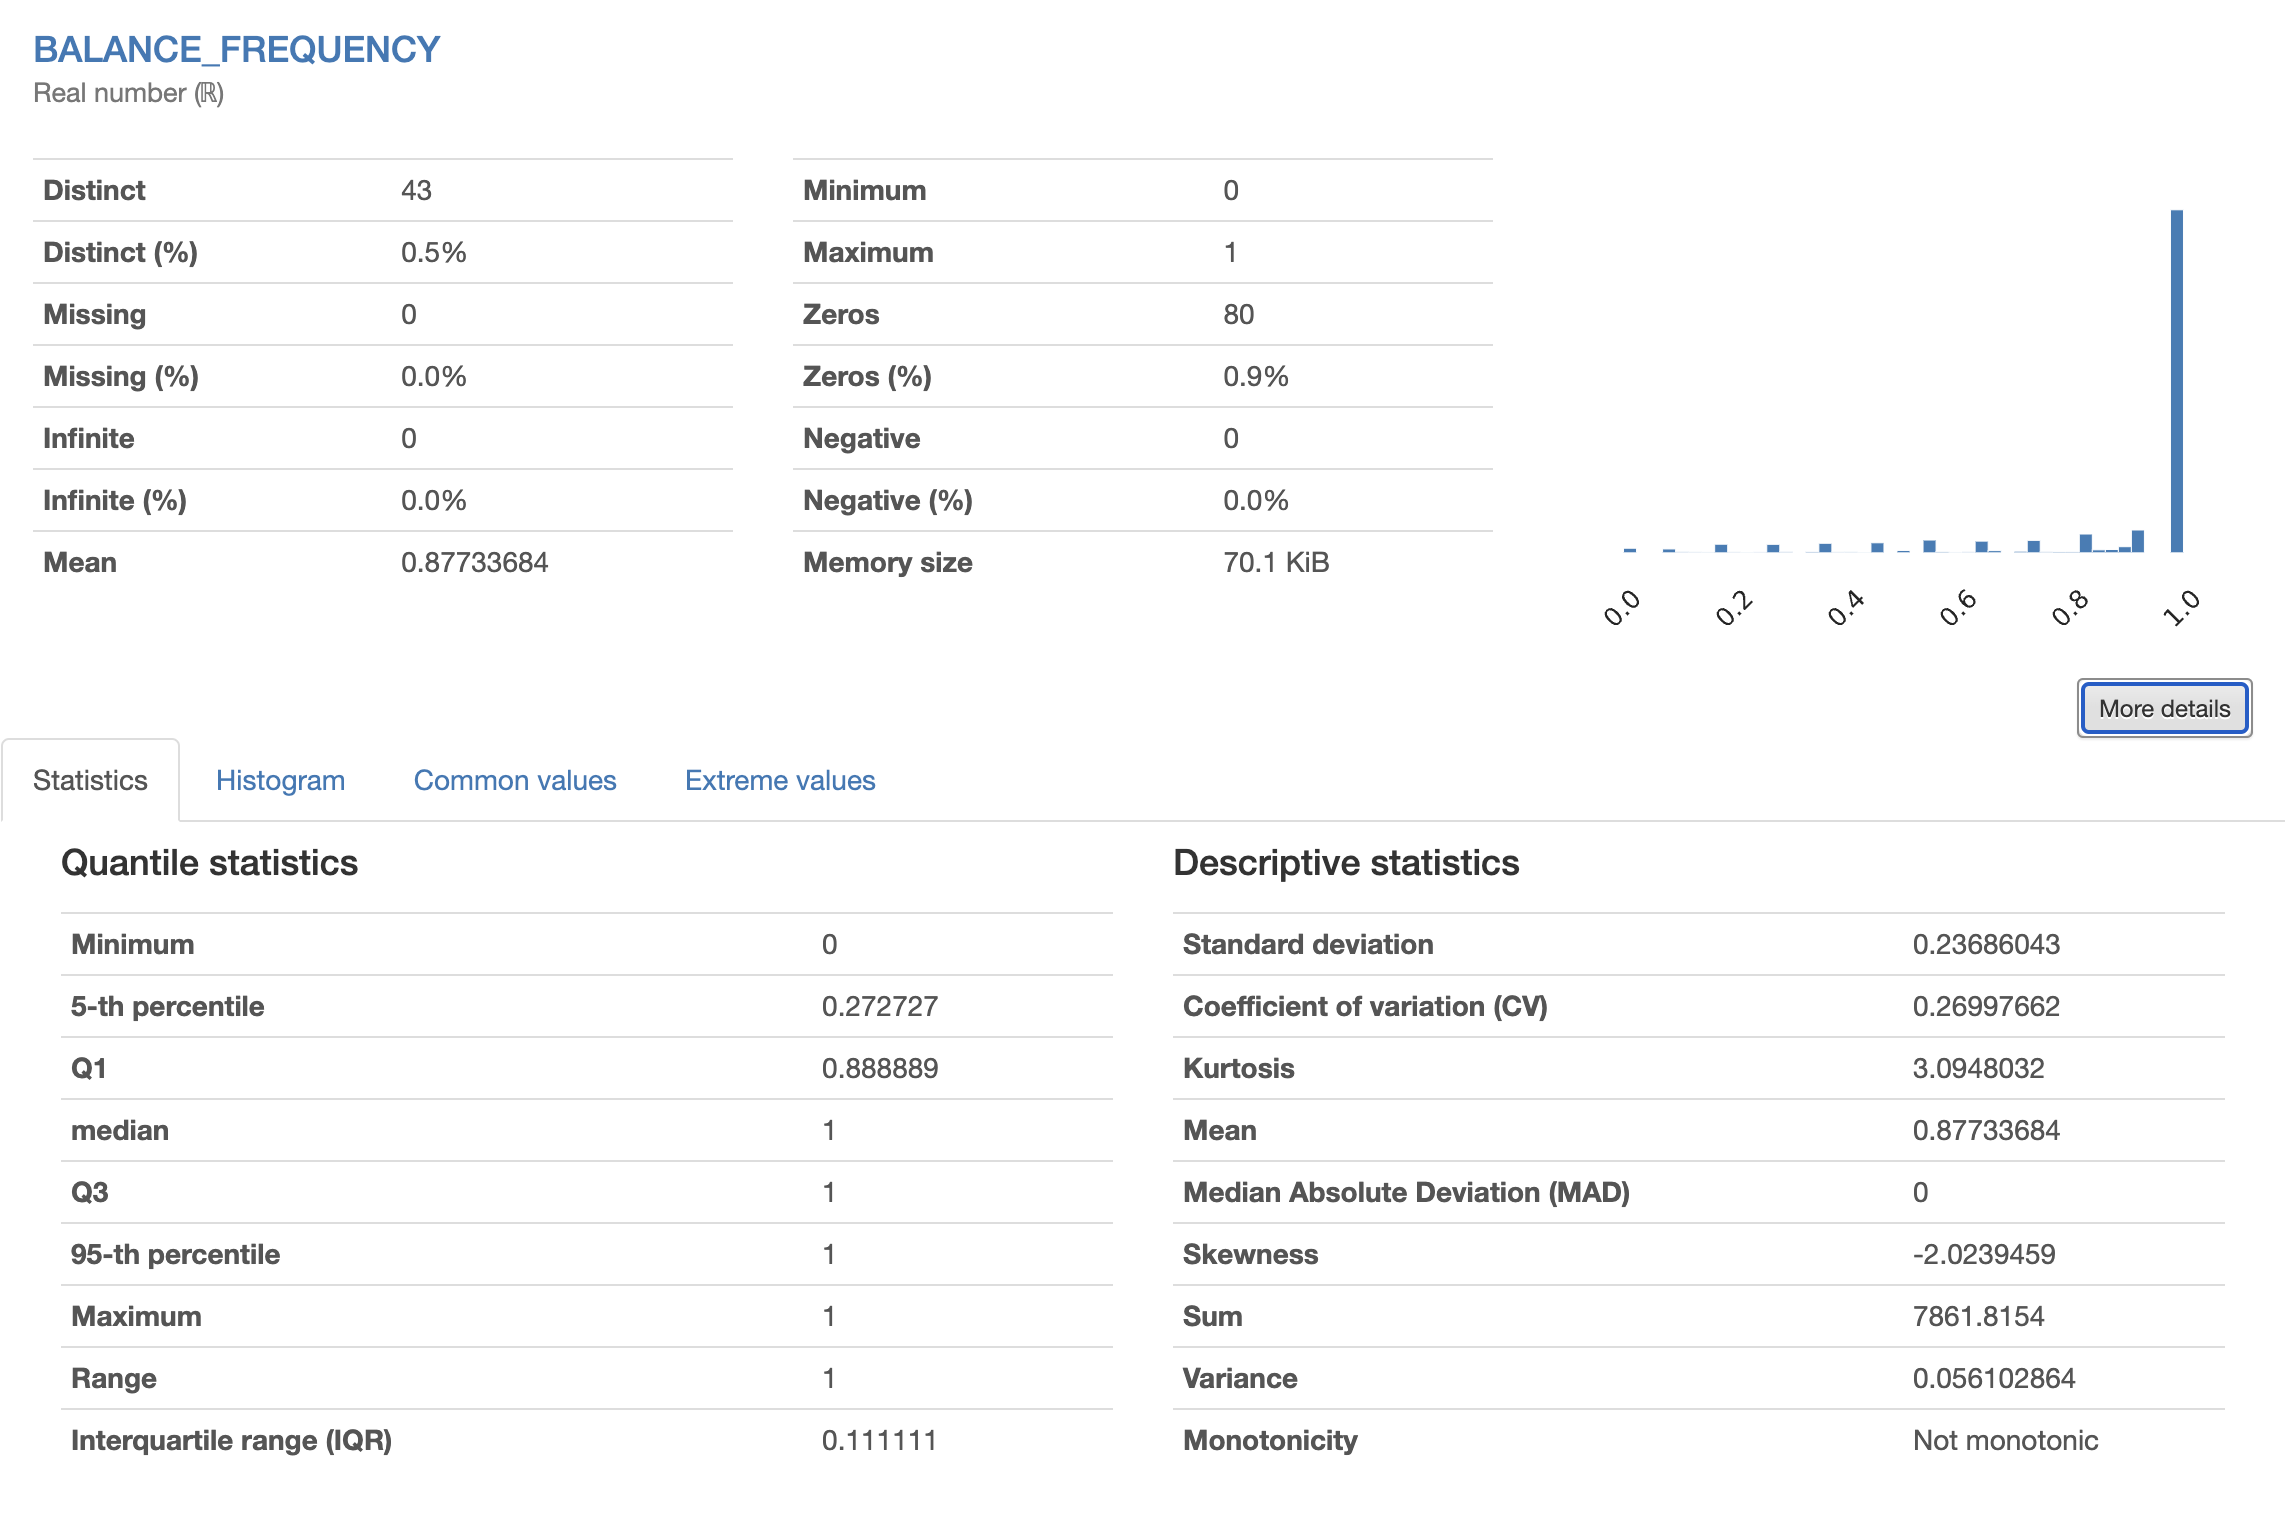 BALANCE_FREQUENCY
Real number (ℝ)
Distinct 43
Distinct (%) 0.5%
Missing 0
Missing (%) 0.0%
Infinite 0
Infinite (%) 0.0%
Mean 0.87733684
Minimum 0
Maximum 1
Zeros 80
Zeros (%) 0.9%
Negative 0
Negative (%) 0.0%
Memory size 70.1 KiB
0.0 0.2 0.4 0.6 0.8 1.0
More details
Statistics Histogram Common values Extreme values
Quantile statistics
Minimum 0
5-th percentile 0.272727
Q1 0.888889
median 1
Q3 1
95-th percentile 1
Maximum 1
Range 1
Interquartile range (IQR) 0.111111
Descriptive statistics
Standard deviation 0.23686043
Coefficient of variation (CV) 0.26997662
Kurtosis 3.0948032
Mean 0.87733684
Median Absolute Deviation (MAD) 0
Skewness -2.0239459
Sum 7861.8154
Variance 0.056102864
Monotonicity Not monotonic